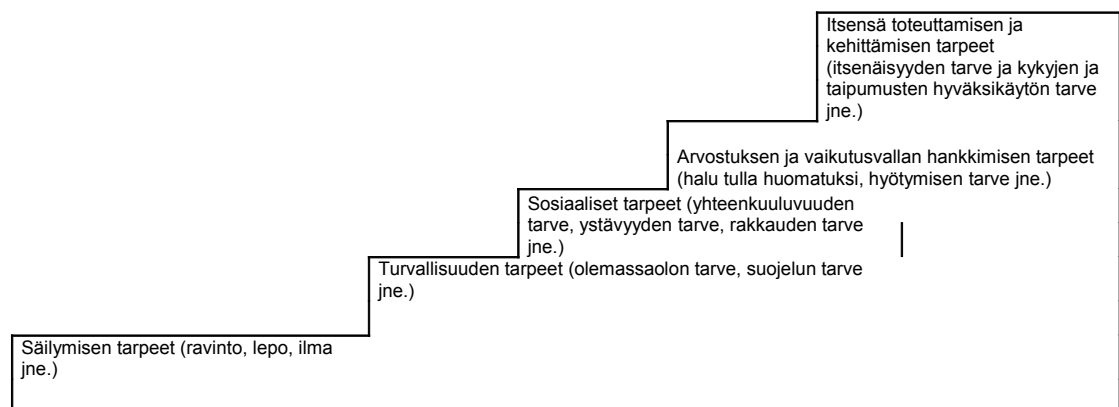 Itsensä toteuttamisen ja
kehittämisen tarpeet
(itsenäisyyden tarve ja kykyjen ja
taipumusten hyväksikäytön tarve
jne.)
Arvostuksen ja vaikutusvallan hankkimisen tarpeet
(halu tulla huomatuksi, hyötymisen tarve jne.)
Sosiaaliset tarpeet (yhteenkuuluvuuden
tarve, ystävyyden tarve, rakkauden tarve
jne.)
Turvallisuuden tarpeet (olemassaolon tarve, suojelun tarve
jne.)
Säilymisen tarpeet (ravinto, lepo, ilma
jne.)